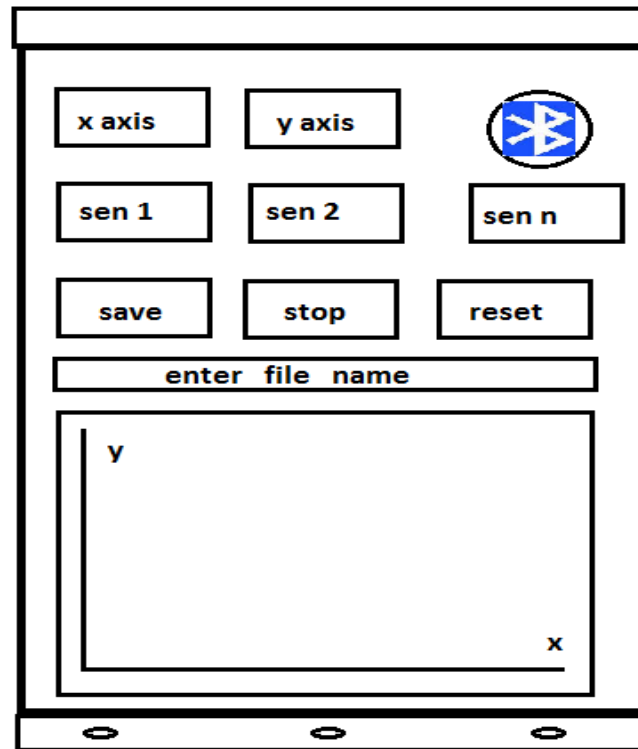 x axis y axis
sen 1 sen 2 sen n
save stop reset
enter file name
y
x